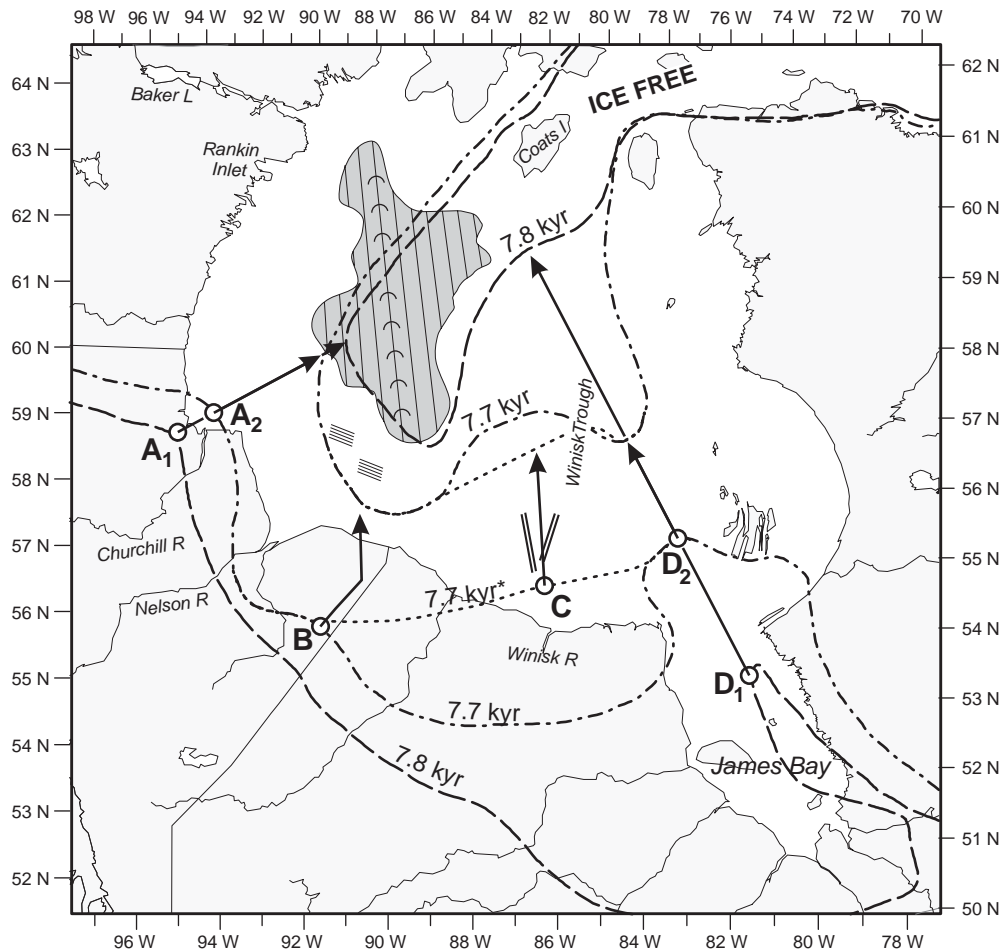 98 W 96 W 94 W 92 W 90 W 88 W 86 W 84 W 82 W 80 W 78 W 76 W 74 W 72 W 70 W
64 N
62 N
Baker L
ICE FREE
Coats I
61 N
63 N
Rankin
Inlet
62 N
60 N
7.8 kyr
61 N
59 N
60 N
58 N
59 N
A1
A2
7.7 kyr
Winisk Trough
57 N
58 N
56 N
57 N
Churchill R
D2
55 N
Nelson R
7.7 kyr*
C
56 N
B
54 N
Winisk R
55 N
D1
53 N
7.7 kyr
54 N
7.8 kyr
James Bay
52 N
53 N
51 N
52 N
50 N
96 W 94 W 92 W 90 W 88 W 86 W 84 W 82 W 80 W 78 W